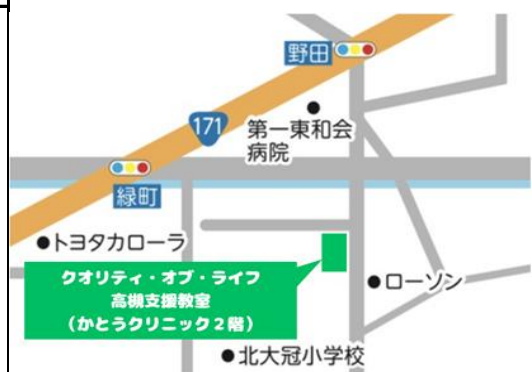 野田
171
第一東和会
病院
緑町
トヨタカローラ
クオリティ・オブ・ライフ
高槻支援教室
（かとうクリニック２階）
ローソン
北大冠小学校